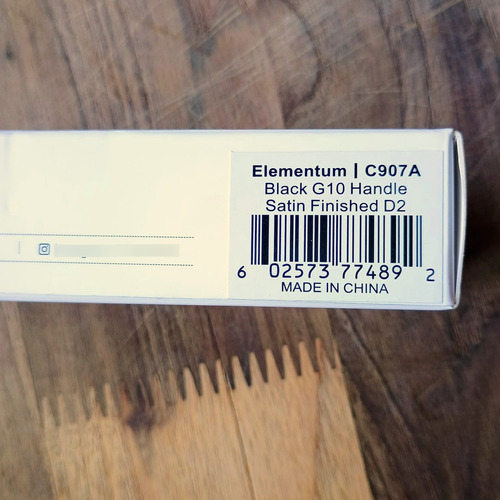 Elementum | C907A
Black G10 Handle
Satin Finished D2
6 02573 77489 2
MADE IN CHINA